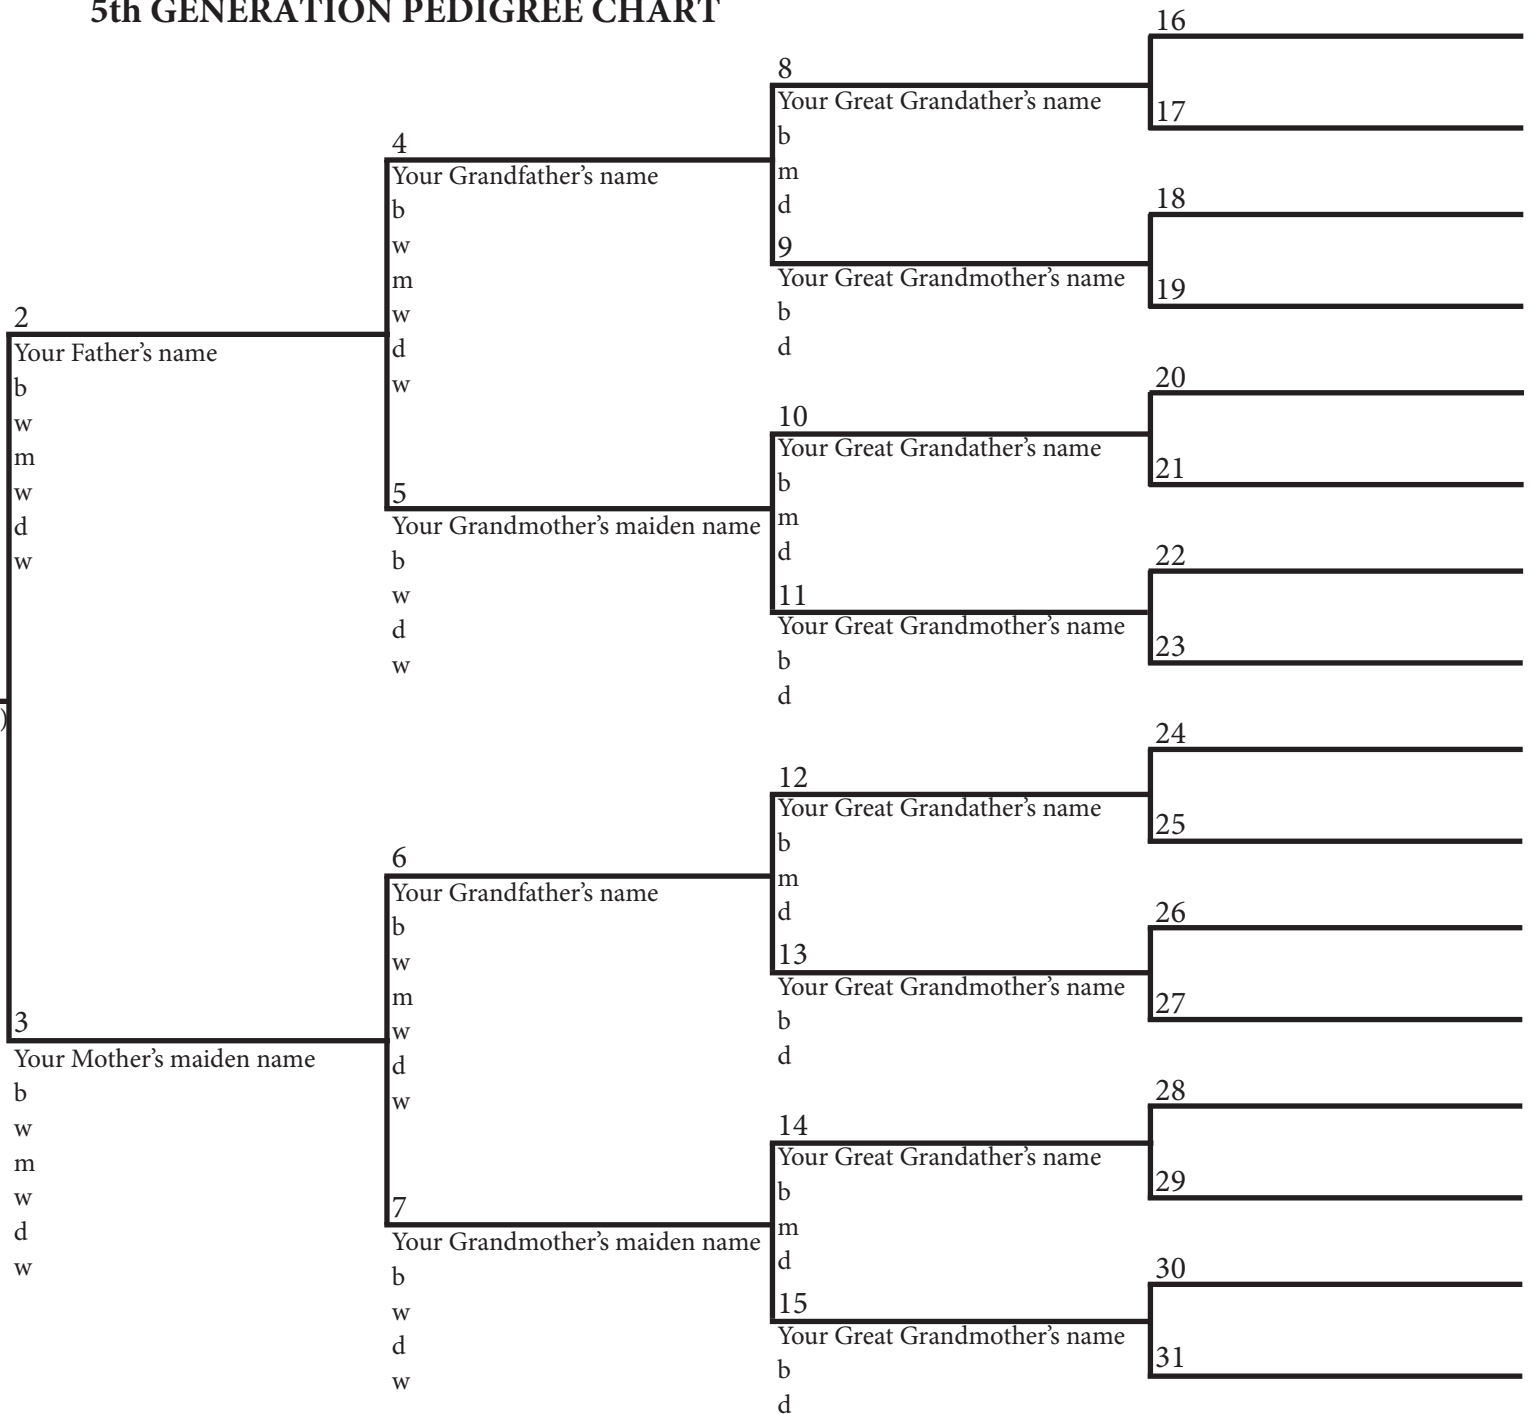 5th GENERATION PEDIGREE CHART
)
2
Your Father's name
b
w
m
w
d
w
3
Your Mother's maiden name
b
w
m
w
d
w
4
Your Grandfather's name
b
w
m
w
d
w
5
Your Grandmother's maiden name
b
w
d
w
6
Your Grandfather's name
b
w
m
w
d
w
7
Your Grandmother's maiden name
b
w
d
w
8
Your Great Grandather's name
b
m
d
9
Your Great Grandmother's name
b
d
10
Your Great Grandather's name
b
m
d
11
Your Great Grandmother's name
b
d
12
Your Great Grandather's name
b
m
d
13
Your Great Grandmother's name
b
d
14
Your Great Grandather's name
b
m
d
15
Your Great Grandmother's name
b
d
16
17
18
19
20
21
22
23
24
25
26
27
28
29
30
31